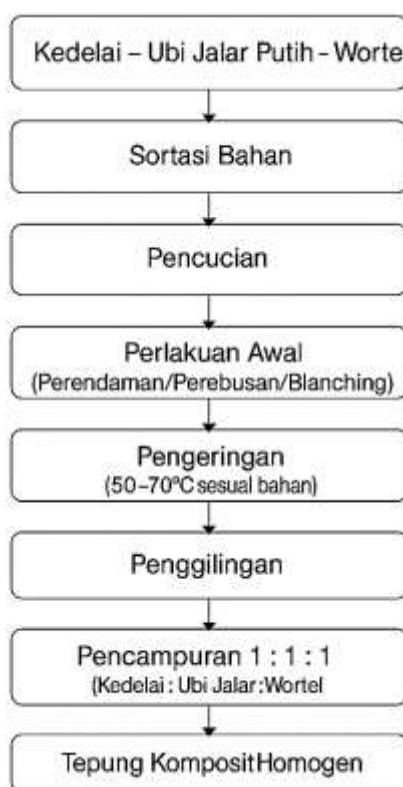 Kedelai – Ubi Jalar Putih - Worte
Sortasi Bahan
Pencucian
Perlakuan Awal
(Perendaman/Perebusan/Blanching)
Pengeringan
(50–70°C sesual bahan)
Penggilingan
Pencampuran 1 : 1 : 1
(Kedelai : Ubi Jalar:Wortel
Tepung KompositHomogen